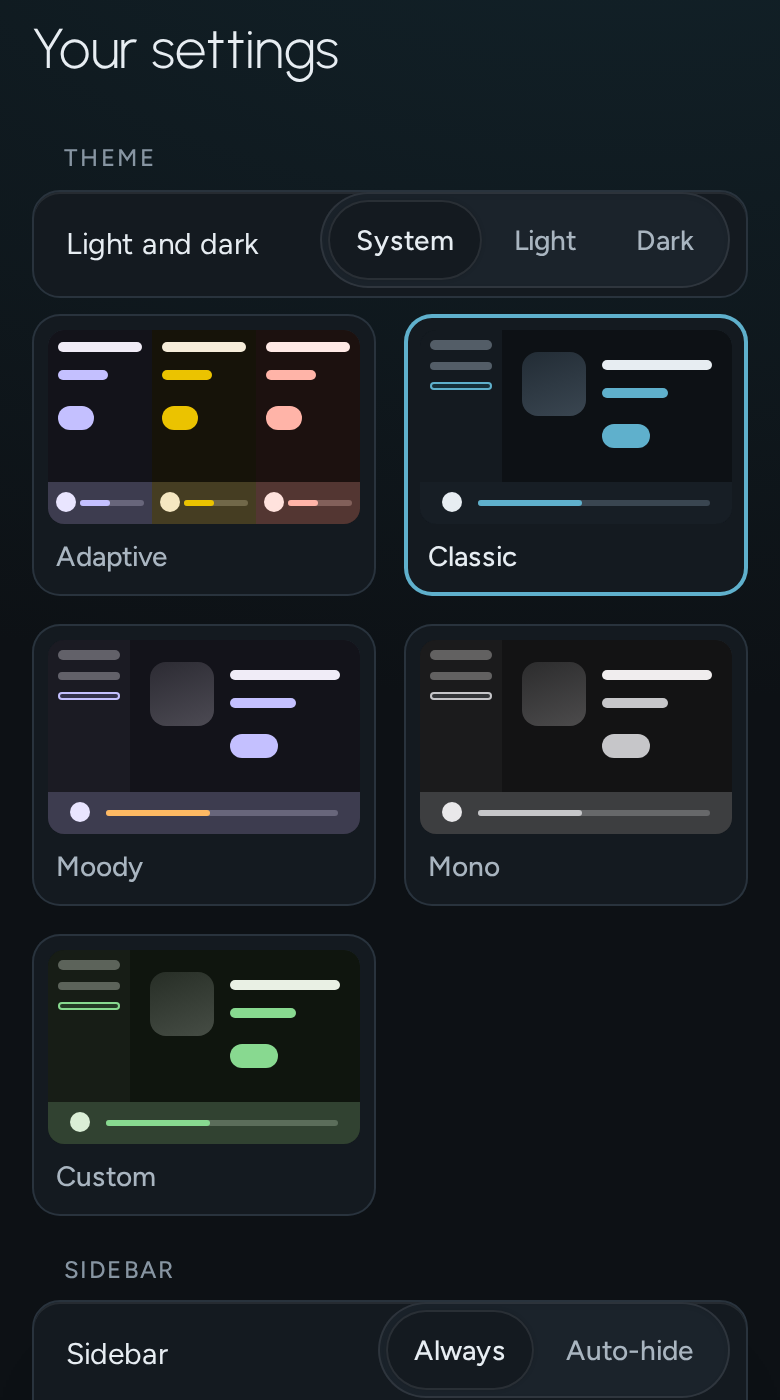 Your settings
THEME
Light and dark
System
Light
Dark
Adaptive
Classic
Moody
Mono
Custom
SIDEBAR
Sidebar
Always
Auto-hide